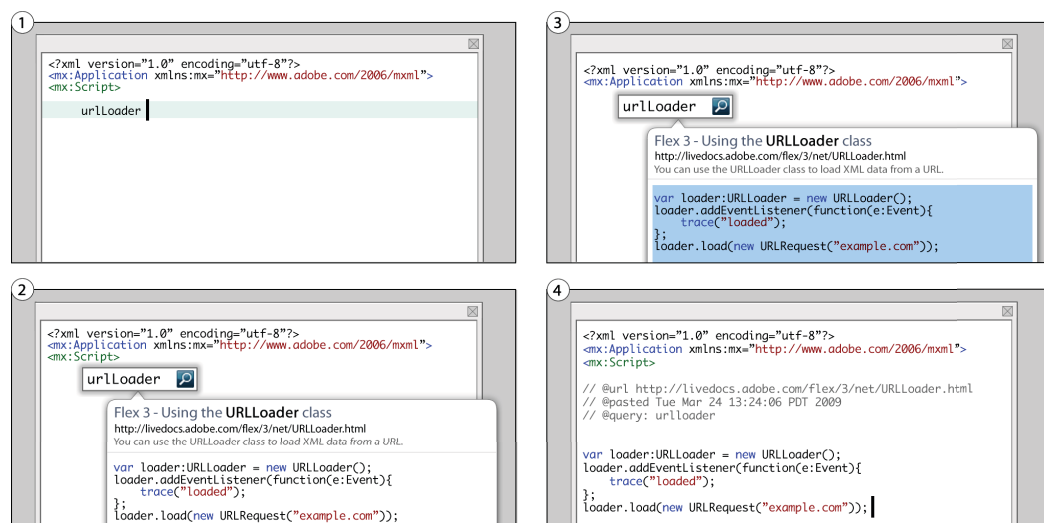 1
<?xml version=”1.0” encoding=”utf-8”?>
<mx:Application xmlns:mx=”http://www.adobe.com/2006/mxml”>
<mx:Script>
urlLoader
2
<?xml version=”1.0” encoding=”utf-8”?>
<mx:Application xmlns:mx=”http://www.adobe.com/2006/mxml”>
<mx:Script>
urlLoader
Flex 3 - Using the URLLoader class
http://livedocs.adobe.com/flex/3/net/URLLoader.html
You can use the URLLoader class to load XML data from a URL.
var loader:URLLoader = new URLLoader();
loader.addEventListener(function(e:Event){
trace("loaded");
};
loader.load(new URLRequest("example.com"));
3
<?xml version=”1.0” encoding=”utf-8”?>
<mx:Application xmlns:mx=”http://www.adobe.com/2006/mxml”>
urlLoader
Flex 3 - Using the URLLoader class
http://livedocs.adobe.com/flex/3/net/URLLoader.html
You can use the URLLoader class to load XML data from a URL.
var loader:URLLoader = new URLLoader();
loader.addEventListener(function(e:Event){
trace("loaded");
};
loader.load(new URLRequest("example.com"));
4
<?xml version=”1.0” encoding=”utf-8”?>
<mx:Application xmlns:mx=”http://www.adobe.com/2006/mxml”>
<mx:Script>
// @url http://livedocs.adobe.com/flex/3/net/URLLoader.html
// @pasted Tue Mar 24 13:24:06 PDT 2009
// @query: urlloader
var loader:URLLoader = new URLLoader();
loader.addEventListener(function(e:Event){
trace("loaded");
};
loader.load(new URLRequest("example.com"));